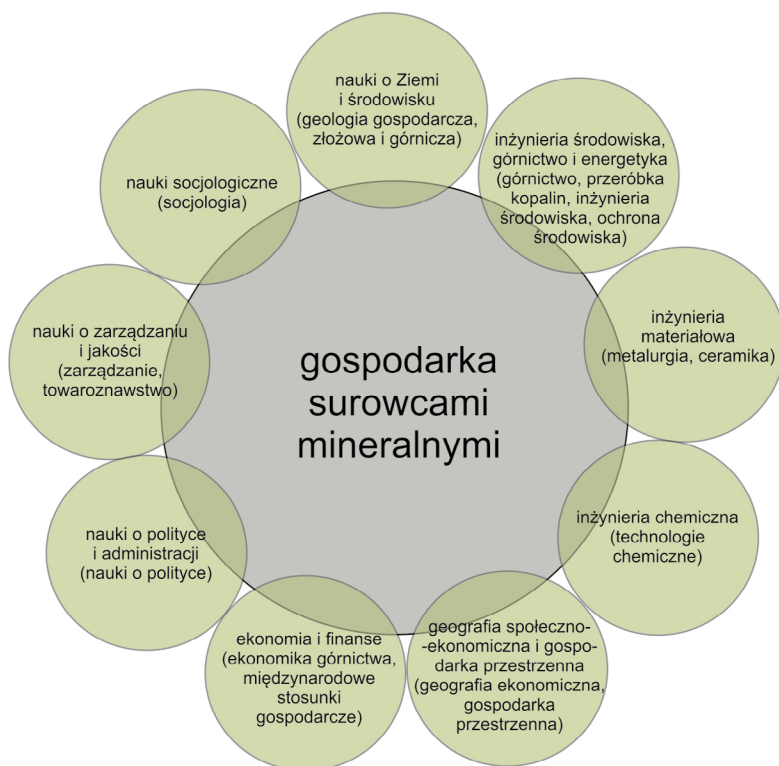 nauki o Ziemi
i środowisku
(geologia gospodarcza,
złożowa i górnicza)
inżynieria środowiska,
górnictwo i energetyka
(górnictwo, przeróbka
kopalin, inżynieria
środowiska, ochrona
środowiska)
inżynieria
materiałowa
(metalurgia, ceramika)
inżynieria chemiczna
(technologie
chemiczne)
geografia społeczno-
-ekonomiczna i gospo-
darka przestrzenna
(geografia ekonomiczna,
gospodarka
przestrzenna)
ekonomia i finanse
(ekonomika górnictwa,
międzynarodowe
stosunki
gospodarcze)
nauki o polityce
i administracji
(nauki o polityce)
nauki o zarządzaniu
i jakości
(zarządzanie,
towaroznawstwo)
nauki socjologiczne
(socjologia)
gospodarka
surowcami
mineralnymi